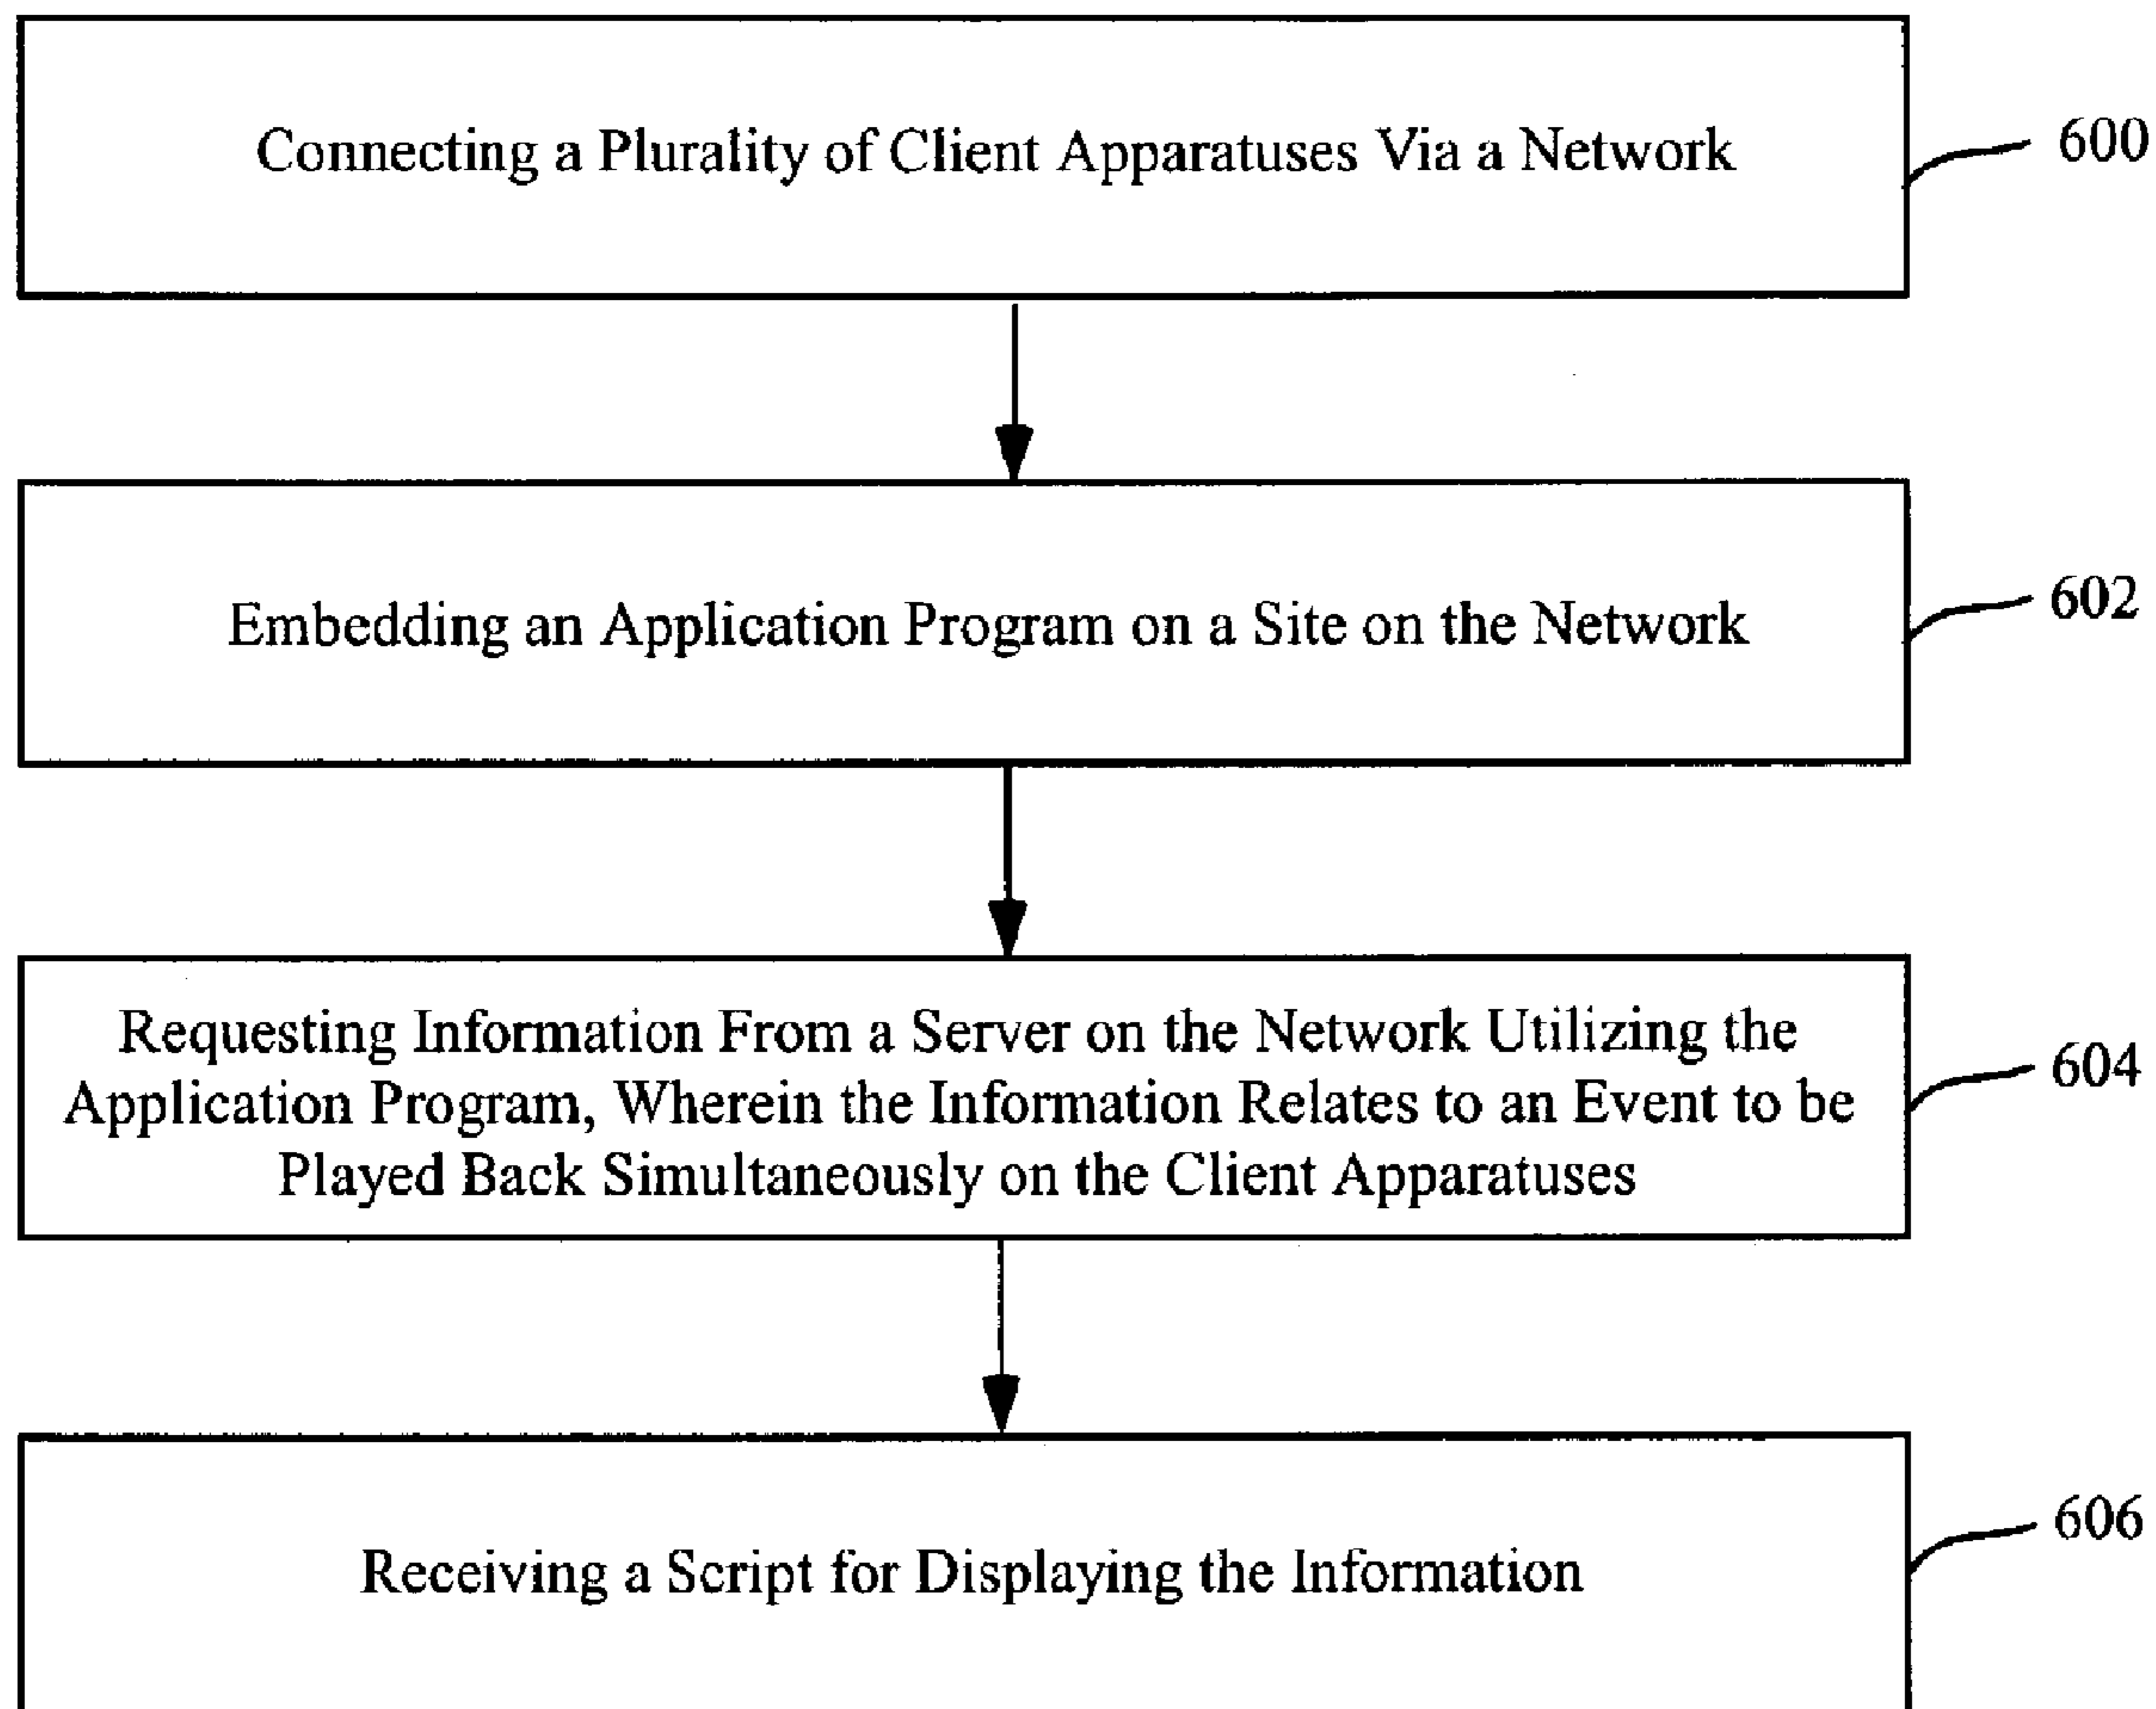 Connecting a Plurality of Client Apparatuses Via a Network
600
Embedding an Application Program on a Site on the Network
602
Requesting Information From a Server on the Network Utilizing the
Application Program, Wherein the Information Relates to an Event to be
Played Back Simultaneously on the Client Apparatuses
604
Receiving a Script for Displaying the Information
606